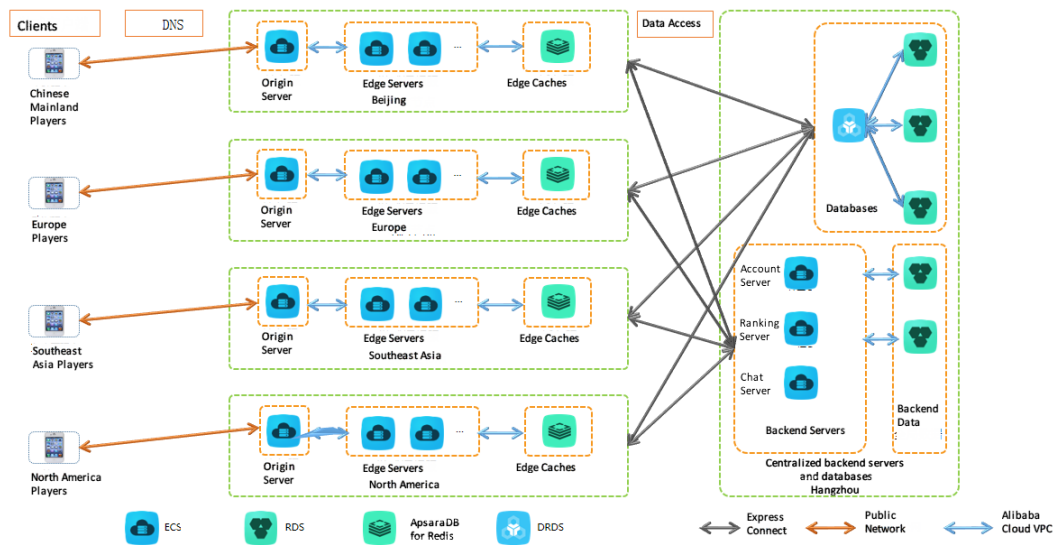 Clients
DNS
Data Access
Chinese
Mainland
Players
Origin
Server
Edge Servers
Beijing
...
Edge Caches
Europe
Players
Origin
Server
Edge Servers
Europe
...
Edge Caches
Southeast
Asia Players
Origin
Server
Edge Servers
Southeast Asia
...
Edge Caches
North America
Players
Origin
Server
Edge Servers
North America
...
Edge Caches
Databases
Account
Server
Ranking
Server
Chat
Server
Backend Servers
Backend
Data
Centralized backend servers
and databases
Hangzhou
ECS
RDS
ApsaraDB
for Redis
DRDS
Express
Connect
Public
Network
Alibaba
Cloud VPC